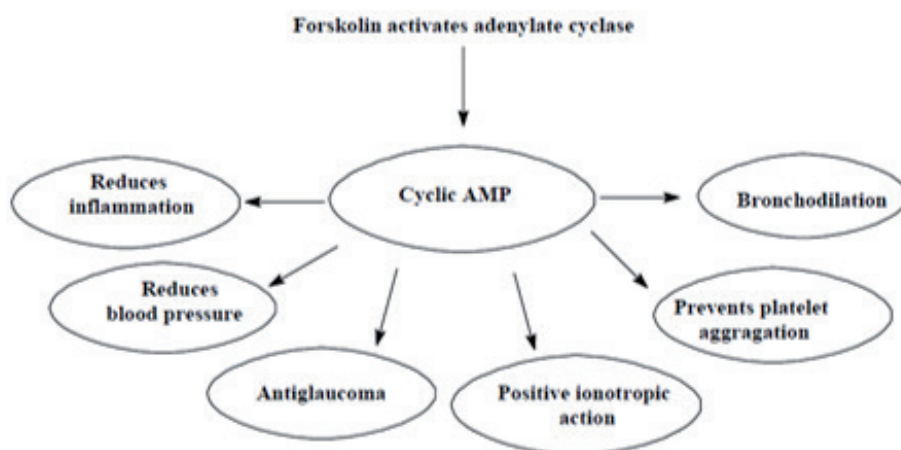 Forskolin activates adenylate cyclase
Cyclic AMP
Reduces
inflammation
Bronchodilation
Reduces
blood pressure
Prevents platelet
aggragation
Antiglaucoma
Positive ionotropic
action